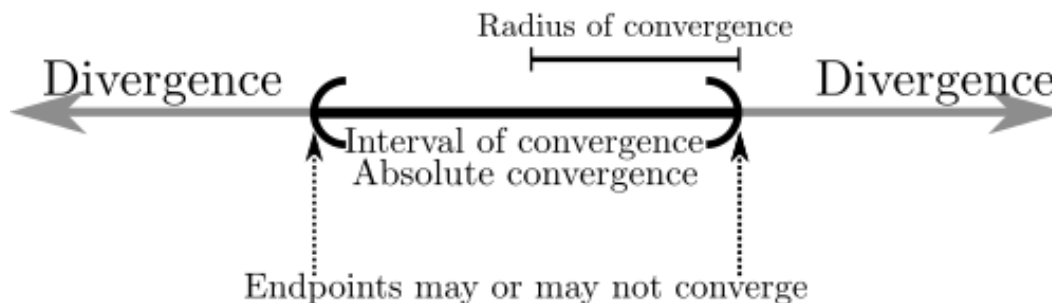 Radius of convergence
Divergence
Divergence
Interval of convergence
Absolute convergence
Endpoints may or may not converge